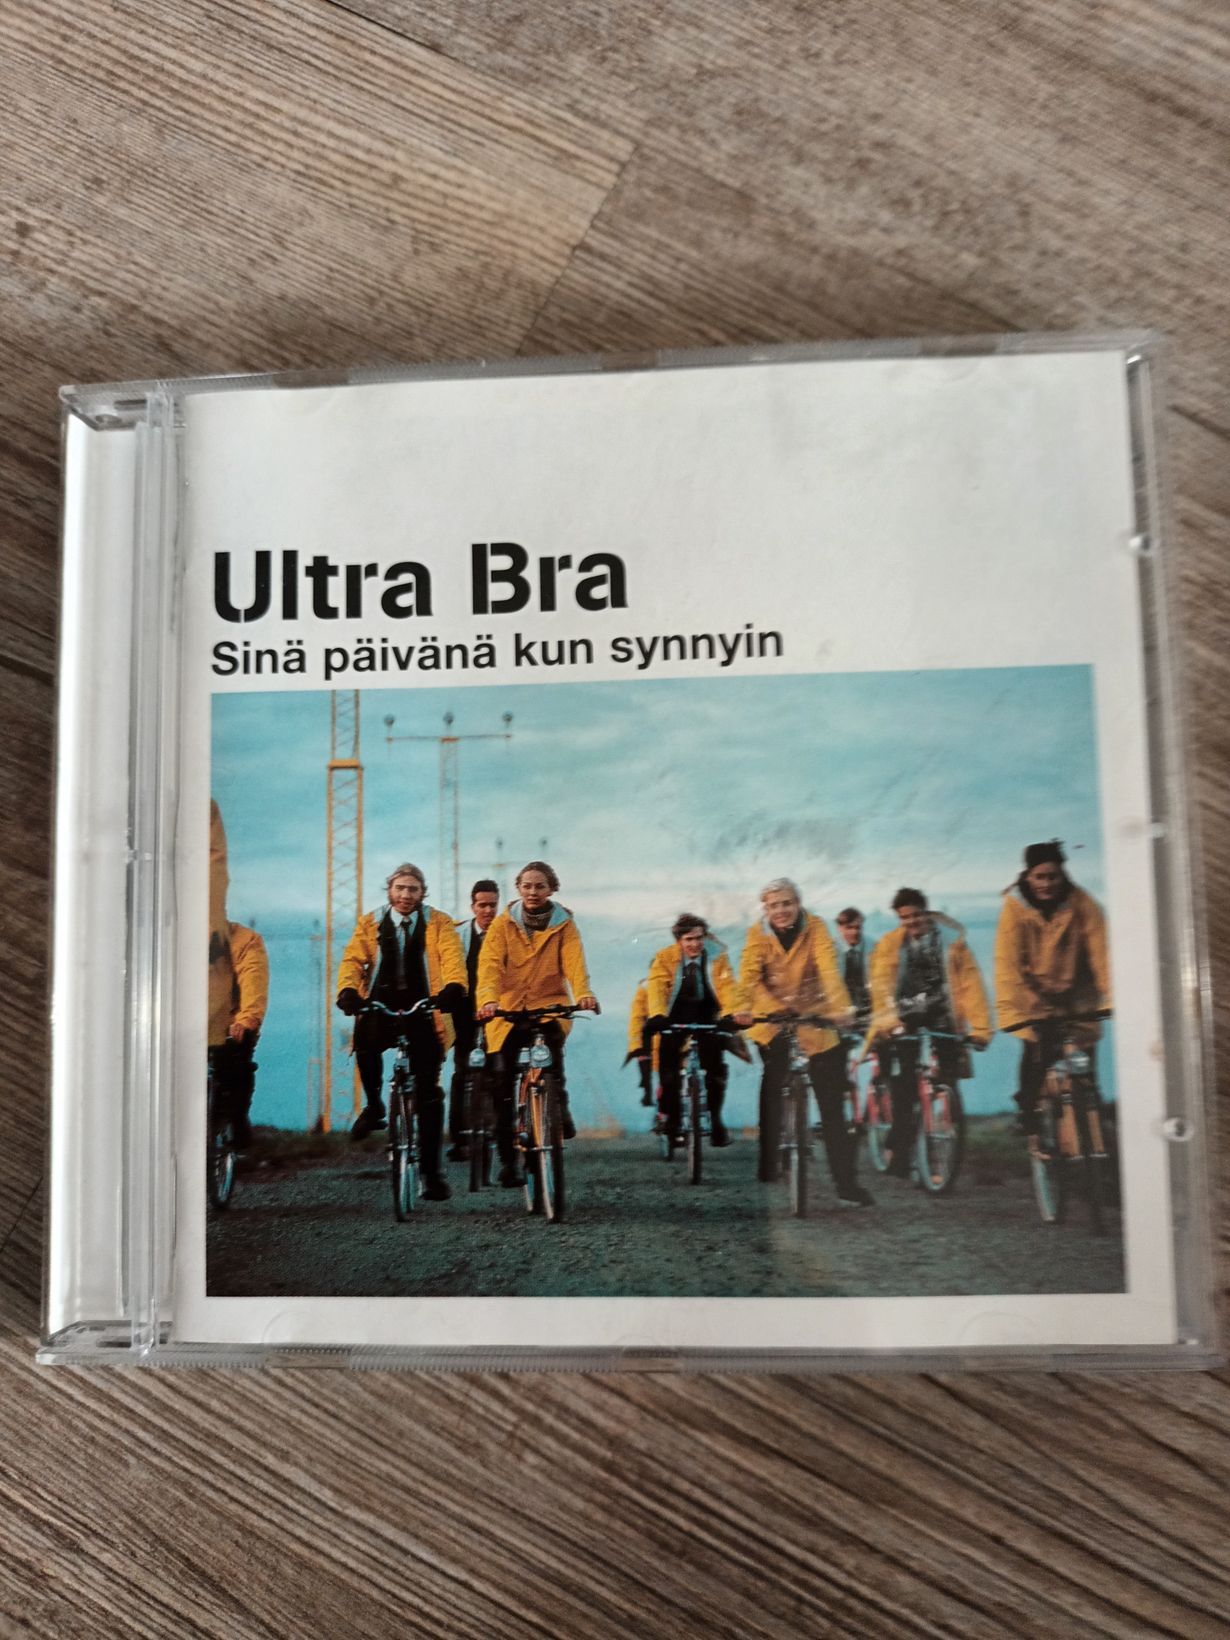 Ultra Bra
Sinä päivänä kun synnyin